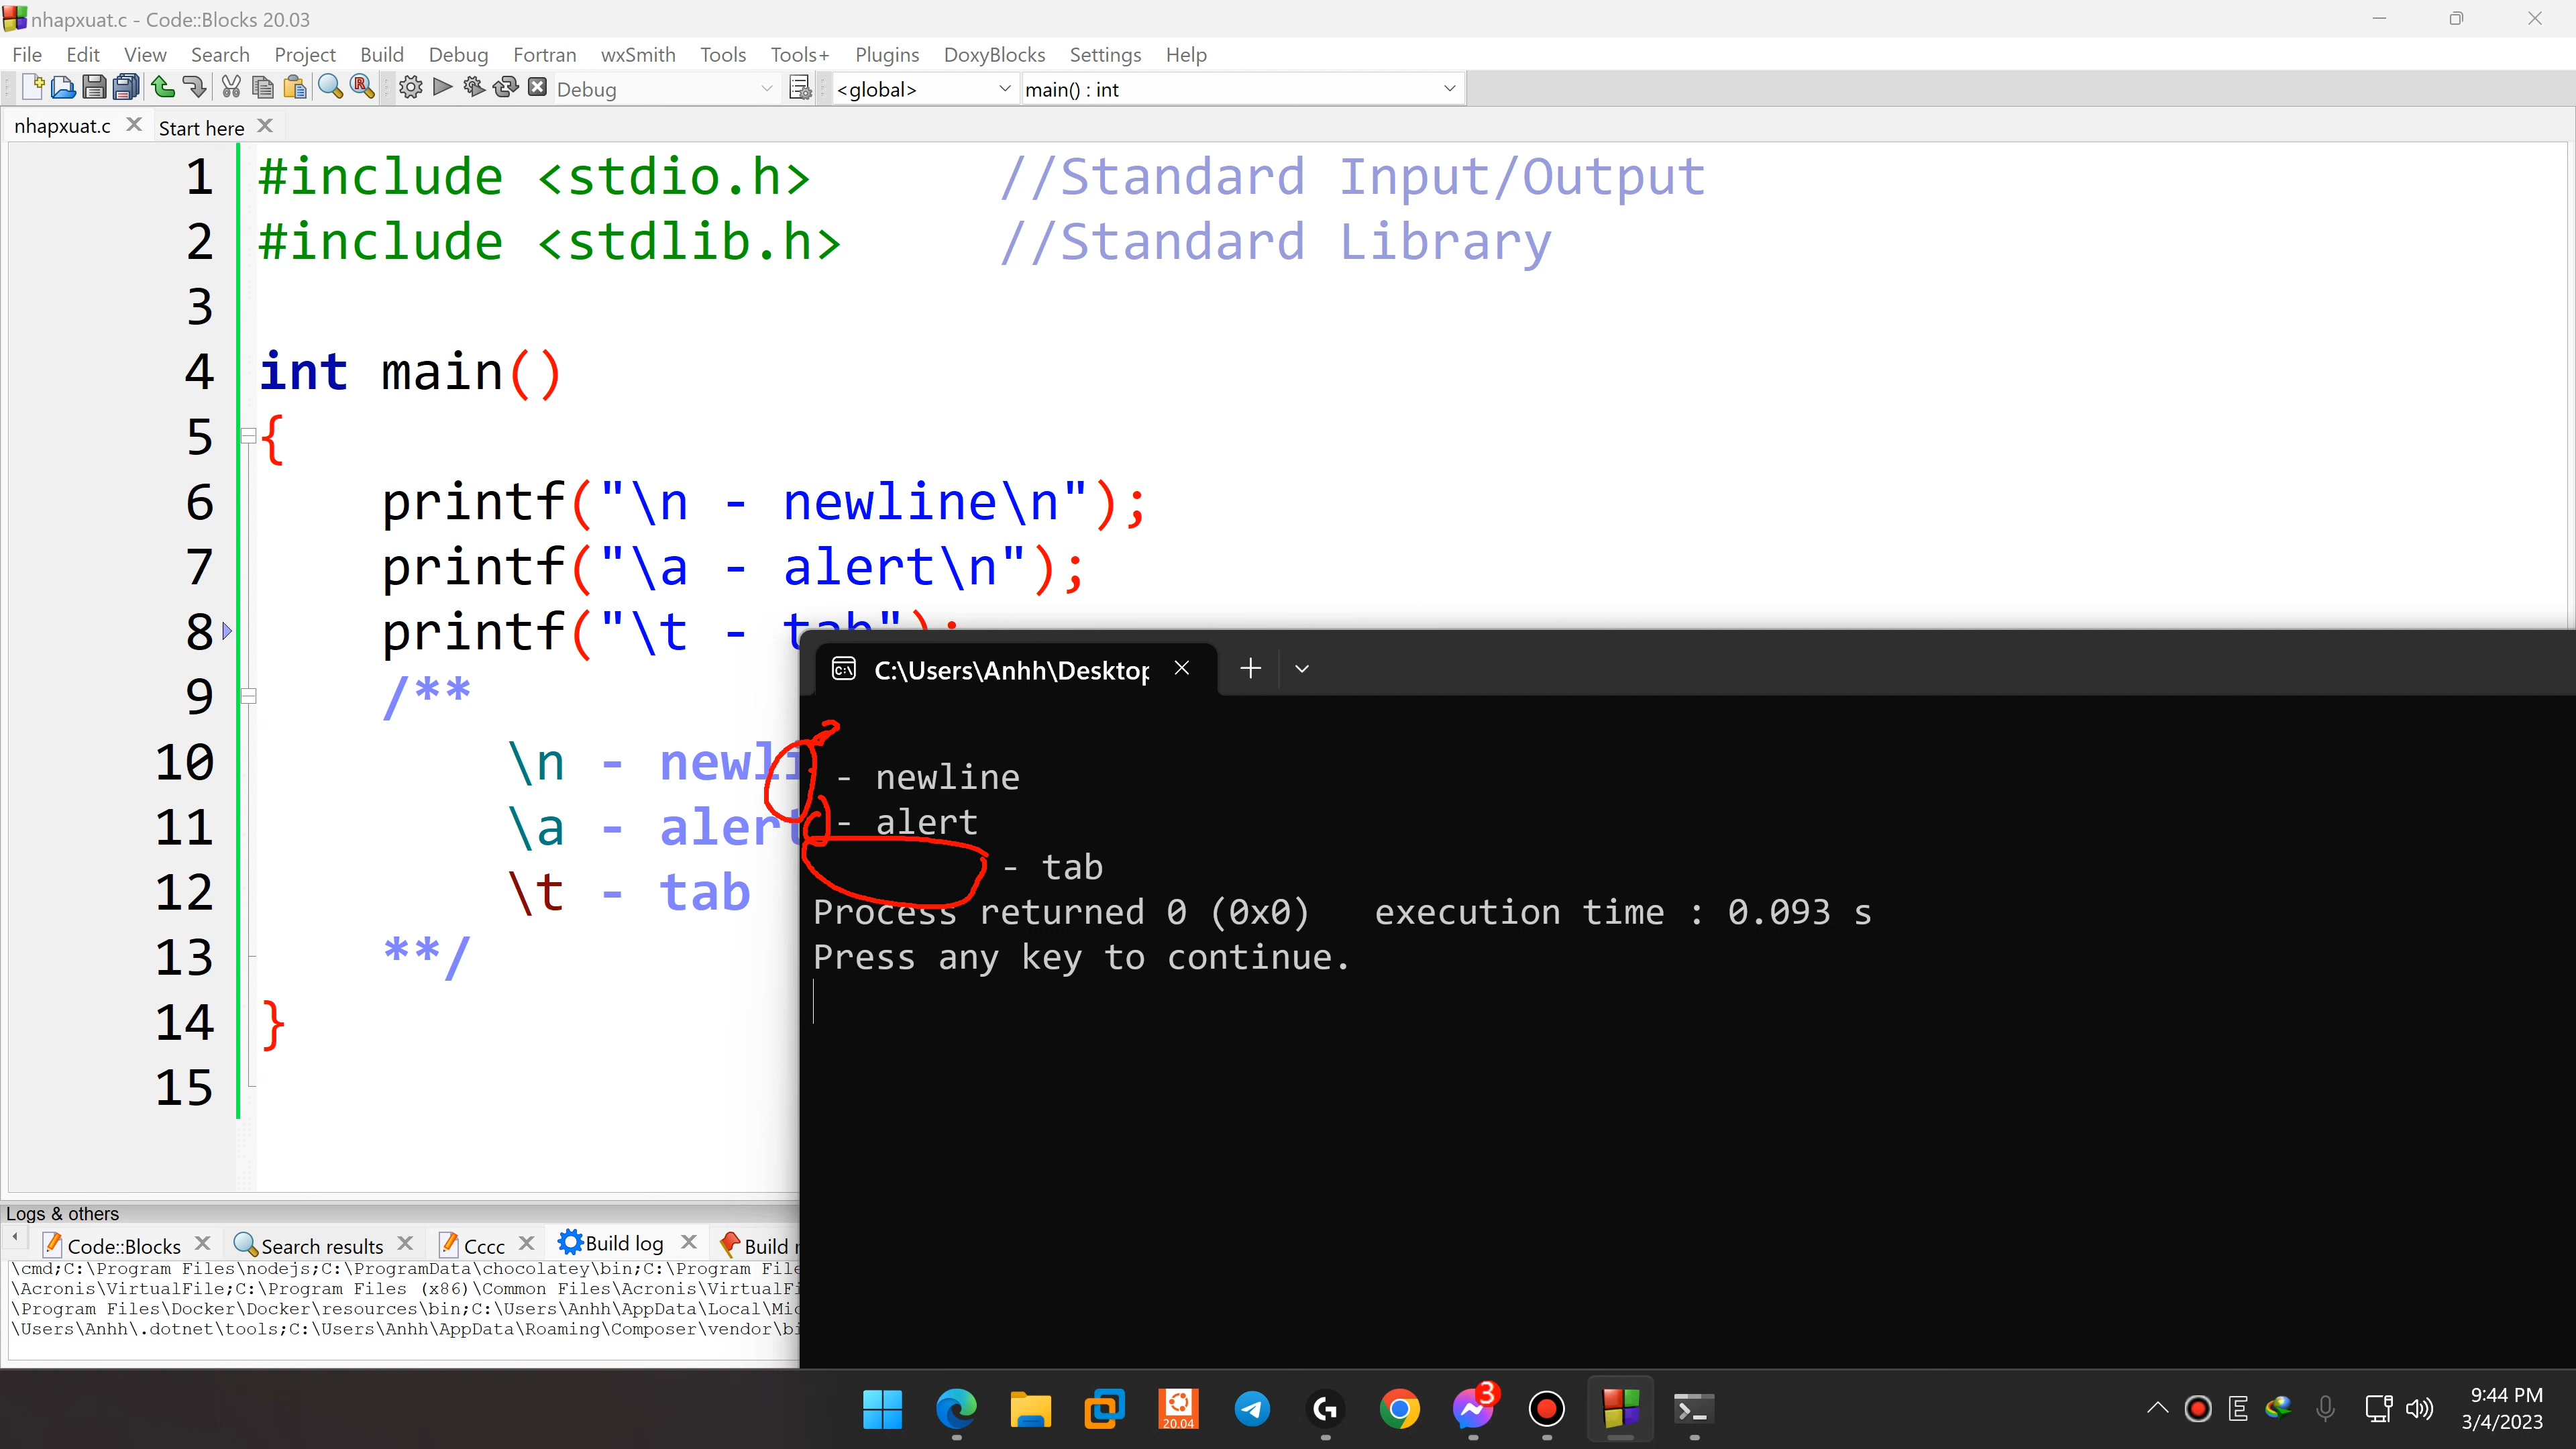 nhapxuat.c - Code::Blocks 20.03
File Edit View Search Project Build Debug Fortran wxSmith Tools Tools+ Plugins DoxyBlocks Settings Help
Debug <global> main() : int
nhapxuat.c Start here
1 #include <stdio.h> //Standard Input/Output
2 #include <stdlib.h> //Standard Library
3
4 int main()
5 {
6 printf("\n - newline\n");
7 printf("\a - alert\n");
8 printf("\t - tab");
9 /**
10 \n - newli
11 \a - alert
12 \t - tab
13 **/
14 }
15
C:\Users\Anhh\Desktop
- newline
- alert
- tab
Process returned 0 (0x0) execution time : 0.093 s
Press any key to continue.
Logs & others
Code::Blocks Search results Cccc Build log Build
\cmd;C:\Program Files\nodejs;C:\ProgramData\chocolatey\bin;C:\Program File
\Acronis\VirtualFile;C:\Program Files (x86)\Common Files\Acronis\VirtualFi
\Program Files\Docker\Docker\resources\bin;C:\Users\Anhh\AppData\Local\Mic
\Users\Anhh\.dotnet\tools;C:\Users\Anhh\AppData\Roaming\Composer\vendor\bi
20.04
3
E
9:44 PM
3/4/2023